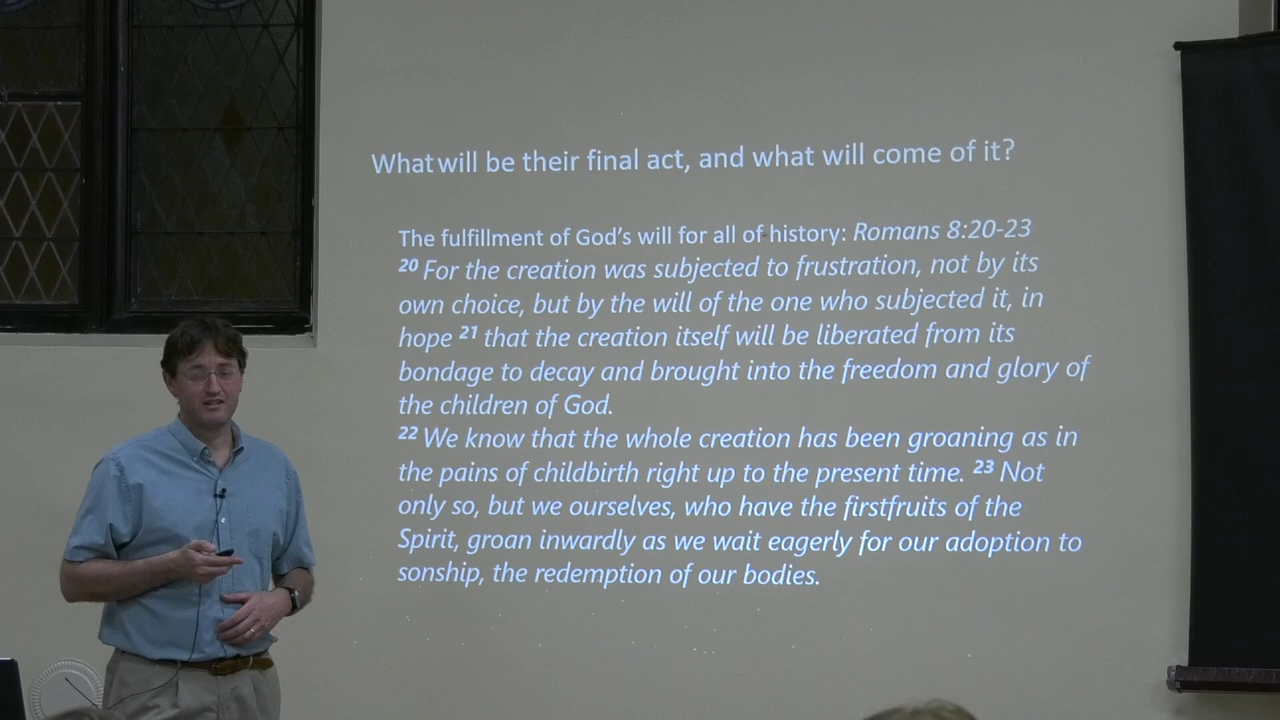 What will be their final act, and what will come of it?
The fulfillment of God's will for all of history: Romans 8:20-23
20 For the creation was subjected to frustration, not by its
own choice, but by the will of the one who subjected it, in
hope 21 that the creation itself will be liberated from its
bondage to decay and brought into the freedom and glory of
the children of God.
22 We know that the whole creation has been groaning as in
the pains of childbirth right up to the present time. 23 Not
only so, but we ourselves, who have the firstfruits of the
Spirit, groan inwardly as we wait eagerly for our adoption to
sonship, the redemption of our bodies.